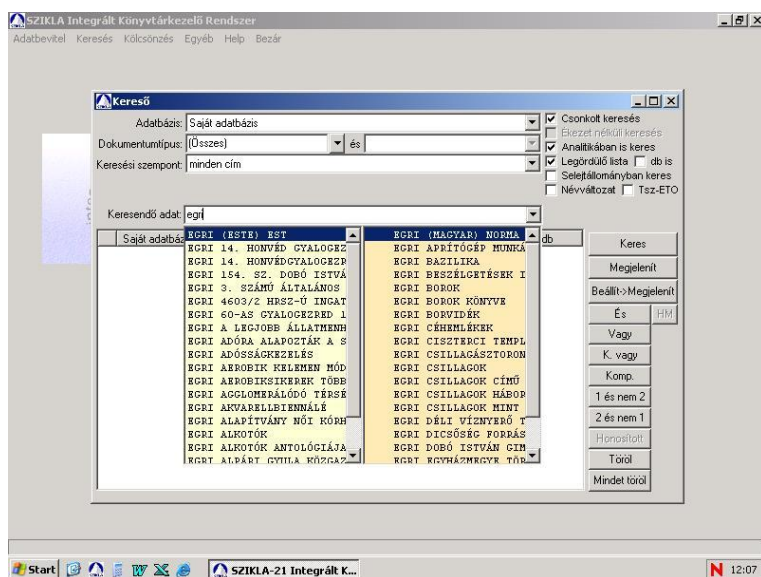 SZIKLA Integrált Könyvtárkezelő Rendszer
Adatbevitel Keresés Kölcsönzés Egyéb Help Bezár
Kereső
Adatbázis: Saját adatbázis
Dokumentumtípus: (Összes) és
Keresési szempont: minden cím
Csonkolt keresés
Ékezet nélküli keresés
Analitikában is keres
Legördülő lista db is
Selejtállományban keres
Névváltozat Tsz-ETO
Keresendő adat: egri
Saját adatbáz db
EGRI (ESTE) EST
EGRI 14. HONVÉD GYALOGEZ
EGRI 14. HONVÉDGYALOGEZR
EGRI 154. SZ. DOBÓ ISTVÁ
EGRI 3. SZÁMÚ ÁLTALÁNOS
EGRI 4603/2 HRSZ-Ú INGAT
EGRI 60-AS GYALOGEZRED 1
EGRI A LEGJOBB ÁLLATMENH
EGRI ADÓRA ALAPOZTÁK A S
EGRI ADÓSSÁGKEZELÉS
EGRI AEROBIK KELEMEN MÓD
EGRI AEROBIKSIKEREK TÖBB
EGRI AGGLOMERÁLÓDÓ TÉRSÉ
EGRI AKVARELLBIENNÁLÉ
EGRI ALAPÍTVÁNY NŐI KÓRH
EGRI ALKOTÓK
EGRI ALKOTÓK ANTOLÓGIÁJA
EGRI ALPÁRI GYULA KÖZGAZ
EGRI (MAGYAR) NORMA
EGRI APRÍTÓGÉP MUNKÁ
EGRI BAZILIKA
EGRI BESZÉLGETÉSEK I
EGRI BOROK
EGRI BOROK KÖNYVE
EGRI BORVIDÉK
EGRI CÉHEMLÉKEK
EGRI CISZTERCI TEMPL
EGRI CSILLAGÁSZTORON
EGRI CSILLAGOK
EGRI CSILLAGOK CÍMŰ
EGRI CSILLAGOK HÁBOR
EGRI CSILLAGOK MINT
EGRI DÉLI VÍZNYERŐ T
EGRI DICSŐSÉG FORRÁS
EGRI DOBÓ ISTVÁN GIM
EGRI EGYHÁZMEGYE TÖR
Keres
Megjelenít
Beállít->Megjelenít
És HM
Vagy
K. vagy
Komp.
1 és nem 2
2 és nem 1
Honosított
Töröl
Mindet töröl
Start SZIKLA-21 Integrált K... N 12:07